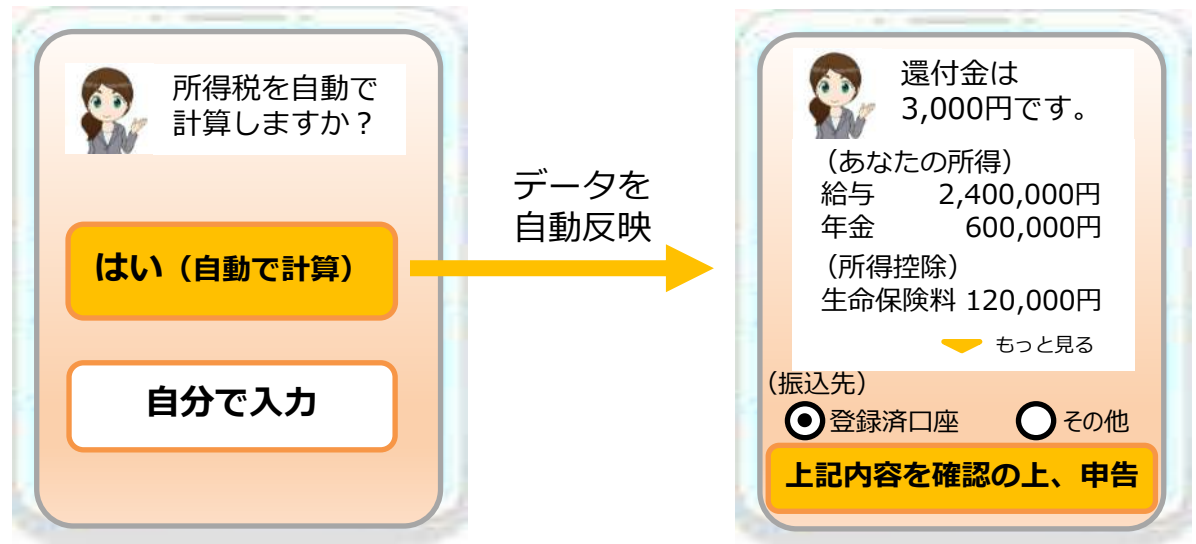 所得税を自動で
計算しますか？
はい（自動で計算）
自分で入力
データを
自動反映
還付金は
3,000円です。
（あなたの所得）
給与 2,400,000円
年金 600,000円
（所得控除）
生命保険料 120,000円
もっと見る
（振込先）
登録済口座 その他
上記内容を確認の上、申告